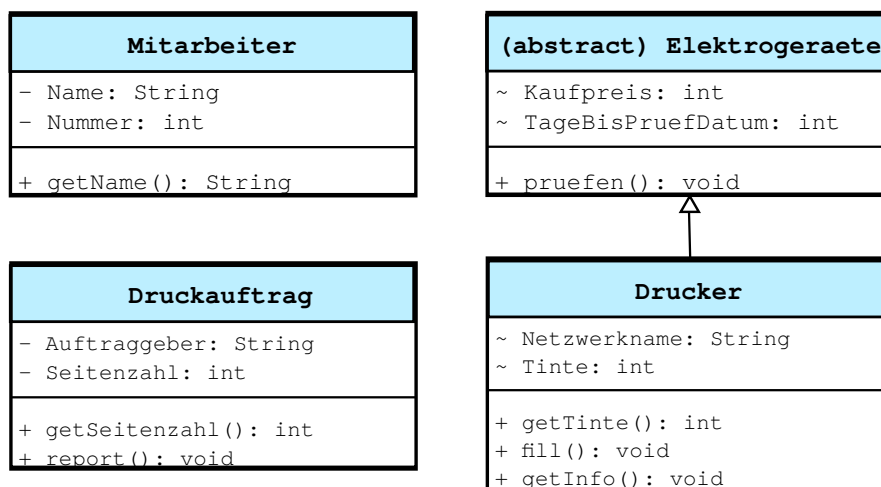 Mitarbeiter
- Name: String
- Nummer: int
+ getName(): String
(abstract) Elektrogeraete
~ Kaufpreis: int
~ TageBisPruefDatum: int
+ pruefen(): void
Druckauftrag
- Auftraggeber: String
- Seitenzahl: int
+ getSeitenzahl(): int
+ report(): void
Drucker
~ Netzwerkname: String
~ Tinte: int
+ getTinte(): int
+ fill(): void
+ getInfo(): void